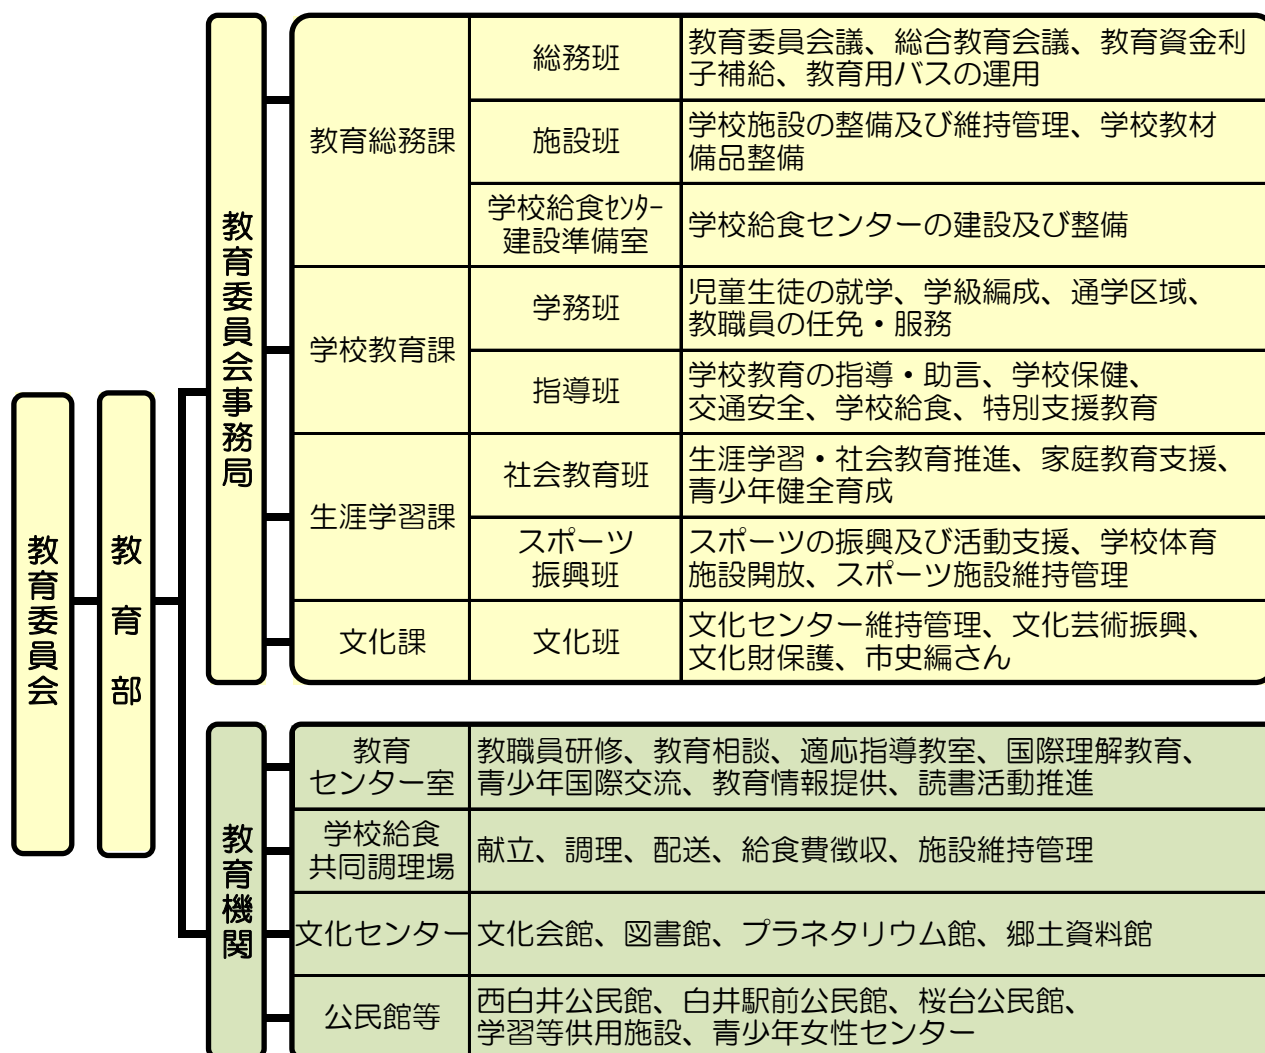 教育委員会
教育部
教育委員会事務局
教育総務課
総務班
教育委員会議、総合教育会議、教育資金利
子補給、教育用バスの運用
施設班
学校施設の整備及び維持管理、学校教材
備品整備
学校給食ｾﾝﾀｰ
建設準備室
学校給食センターの建設及び整備
学校教育課
学務班
児童生徒の就学、学級編成、通学区域、
教職員の任免・服務
指導班
学校教育の指導・助言、学校保健、
交通安全、学校給食、特別支援教育
生涯学習課
社会教育班
生涯学習・社会教育推進、家庭教育支援、
青少年健全育成
スポーツ
振興班
スポーツの振興及び活動支援、学校体育
施設開放、スポーツ施設維持管理
文化課
文化班
文化センター維持管理、文化芸術振興、
文化財保護、市史編さん
教育機関
教育
センター室
教職員研修、教育相談、適応指導教室、国際理解教育、
青少年国際交流、教育情報提供、読書活動推進
学校給食
共同調理場
献立、調理、配送、給食費徴収、施設維持管理
文化センター
文化会館、図書館、プラネタリウム館、郷土資料館
公民館等
西白井公民館、白井駅前公民館、桜台公民館、
学習等供用施設、青少年女性センター